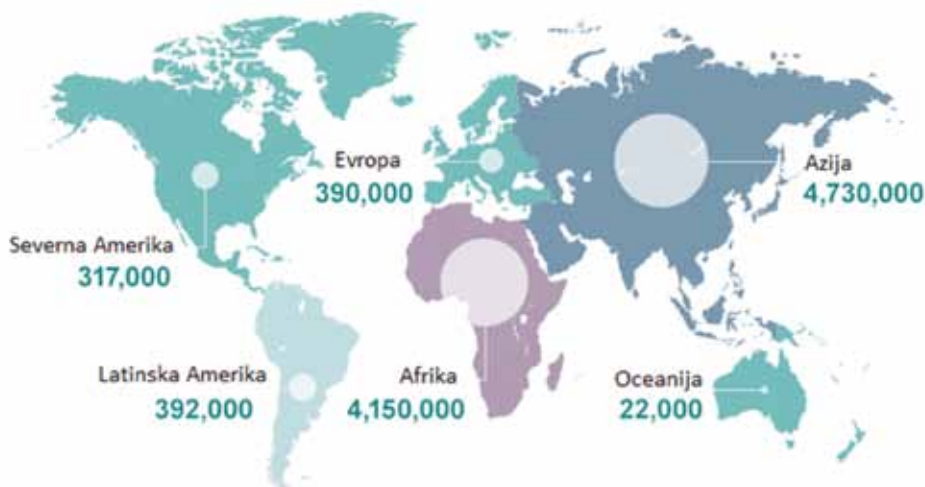 Evropa
390,000
Azija
4,730,000
Severna Amerika
317,000
Latinska Amerika
392,000
Afrika
4,150,000
Oceanija
22,000